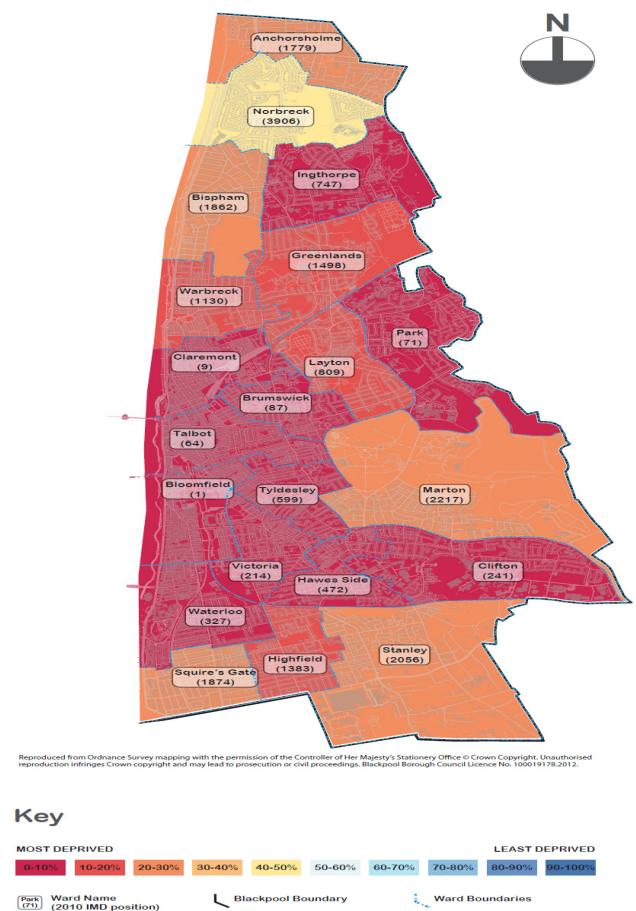 N
Anchorsholme
(1779)
Norbreck
(3906)
Ingthorpe
(747)
Bispham
(1862)
Greenlands
(1498)
Warbreck
(1130)
Park
(71)
Claremont
(9)
Layton
(809)
Brumswick
(87)
Talbot
(64)
Bloomfield
(1)
Tyldesley
(599)
Marton
(2217)
Victoria
(214)
Hawes Side
(472)
Clifton
(241)
Waterloo
(327)
Squire's Gate
(1874)
Highfield
(1383)
Stanley
(2056)
Reproduced from Ordnance Survey mapping with the permission of the Controller of Her Majesty's Stationery Office © Crown Copyright. Unauthorised
reproduction infringes Crown copyright and may lead to prosecution or civil proceedings. Blackpool Borough Council Licence No. 100019178.2012.
Key
MOST DEPRIVED LEAST DEPRIVED
0-10% 10-20% 20-30% 30-40% 40-50% 50-60% 60-70% 70-80% 80-90% 90-100%
Park
(71)
Ward Name
(2010 IMD position)
Blackpool Boundary
Ward Boundaries